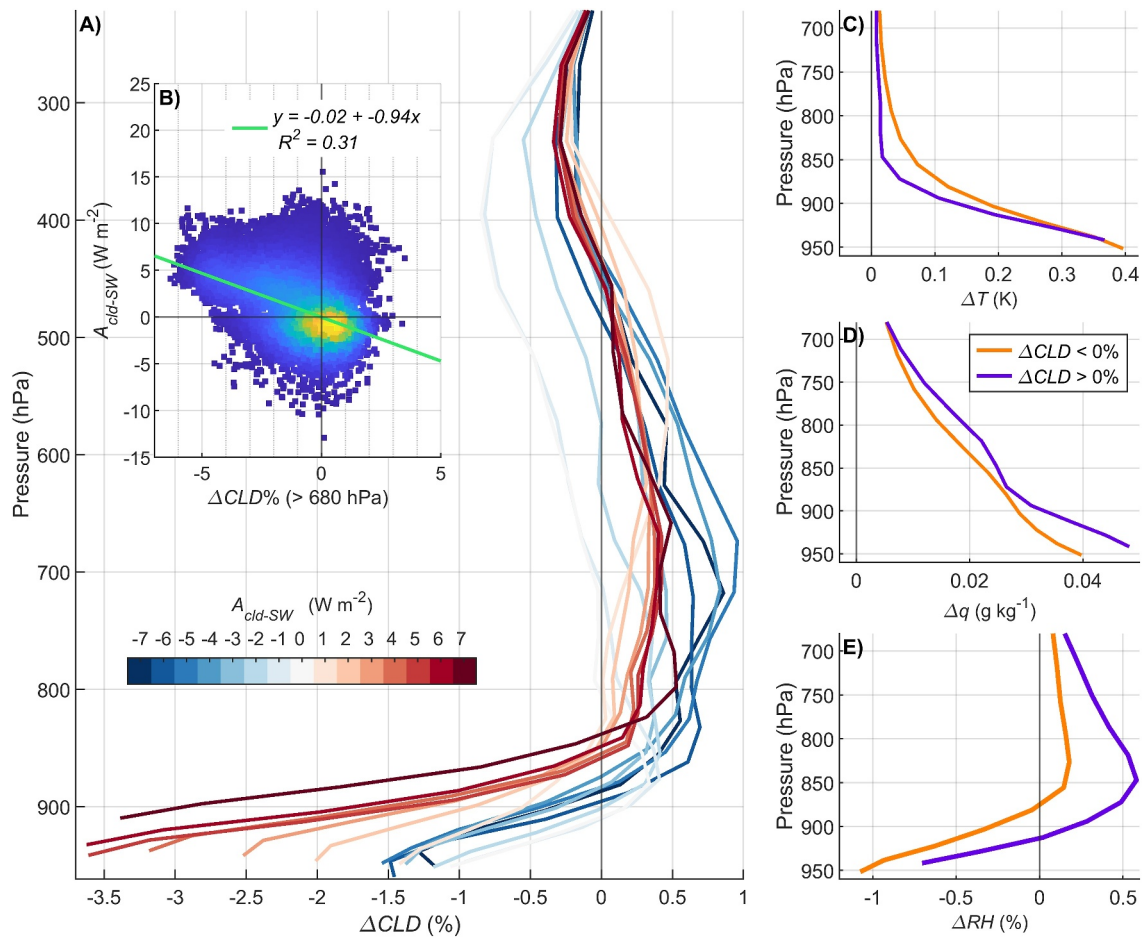 A)
300
400
500
600
700
800
900
Pressure (hPa)
-3.5 -3 -2.5 -2 -1.5 -1 -0.5 0 0.5 1
ΔCLD (%)
B)
y = -0.02 + -0.94x
R² = 0.31
25
20
15
10
5
0
-5
-10
-15
A_cld-SW (W m⁻²)
-5 0 5
ΔCLD% (> 680 hPa)
A_cld-SW (W m⁻²)
-7 -6 -5 -4 -3 -2 -1 0 1 2 3 4 5 6 7
C)
700
750
800
850
900
950
Pressure (hPa)
0 0.1 0.2 0.3 0.4
ΔT (K)
D)
ΔCLD < 0%
ΔCLD > 0%
700
750
800
850
900
950
Pressure (hPa)
0 0.02 0.04
Δq (g kg⁻¹)
E)
700
750
800
850
900
950
Pressure (hPa)
-1 -0.5 0 0.5
ΔRH (%)